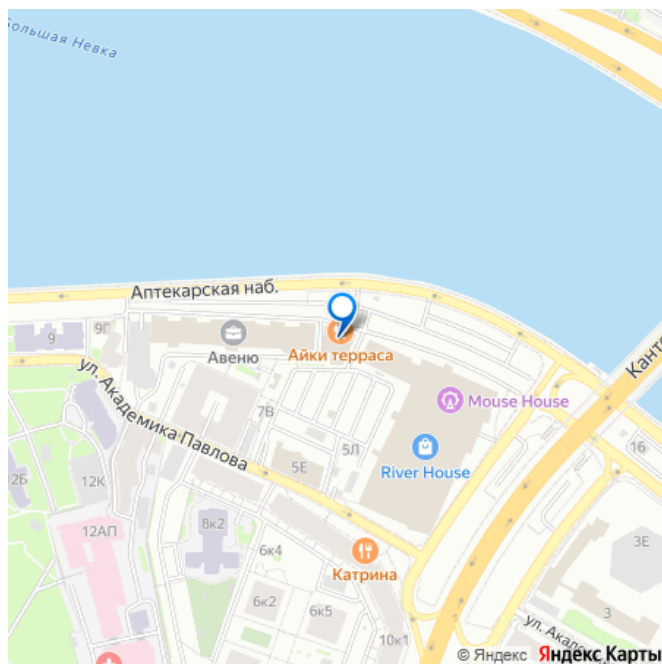 Большая Невка
Аптекарская наб.
9Г
9
Авеню
Айки терраса
Канте
ул. Академика Павлова
Mouse House
7В
5Л
16
River House
2Б
12К
5Е
12АП
8к2
3Е
6к4
Катрина
6к2
6к5
3
10к1
ул. Акад
© Яндекс Яндекс Карты